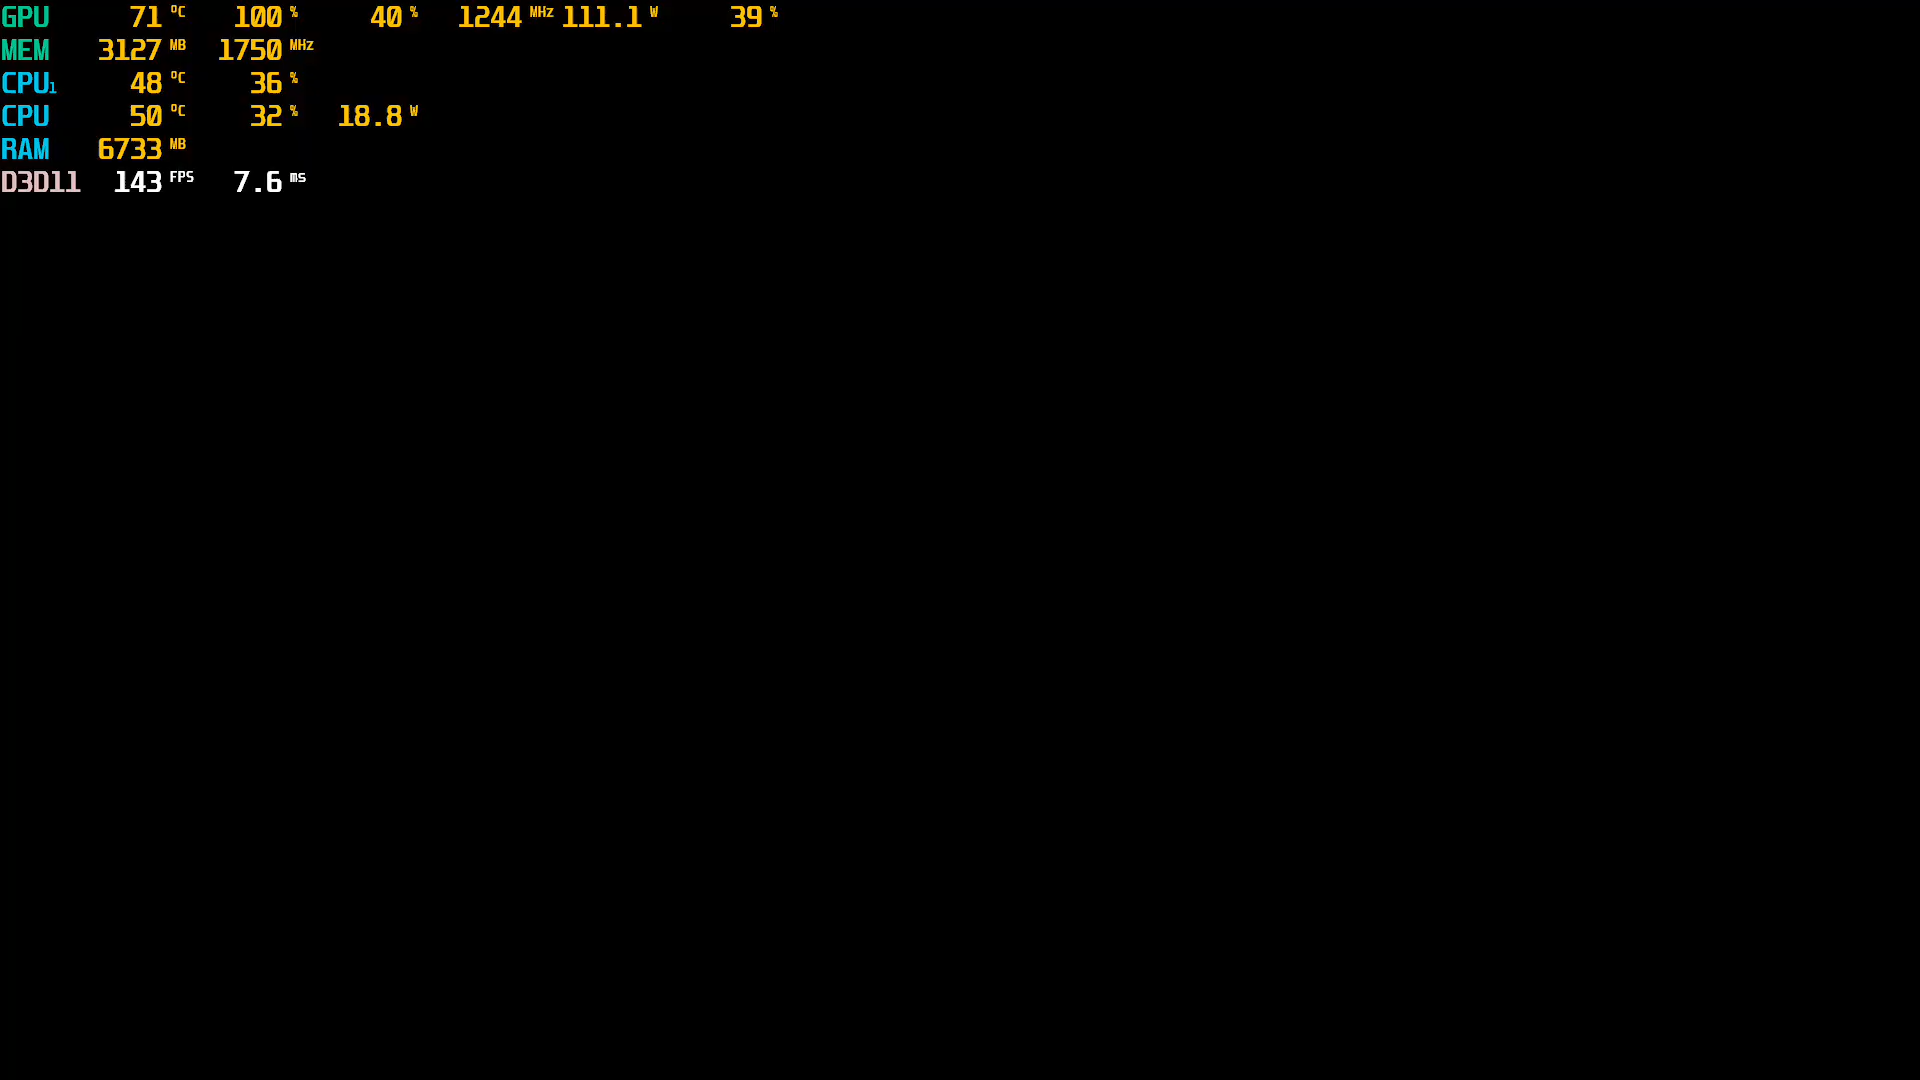 GPU 71 °C 100 % 40 % 1244 MHz 111.1 W 39 %
MEM 3127 MB 1750 MHz
CPU1 48 °C 36 %
CPU 50 °C 32 % 18.8 W
RAM 6733 MB
D3D11 143 FPS 7.6 ms